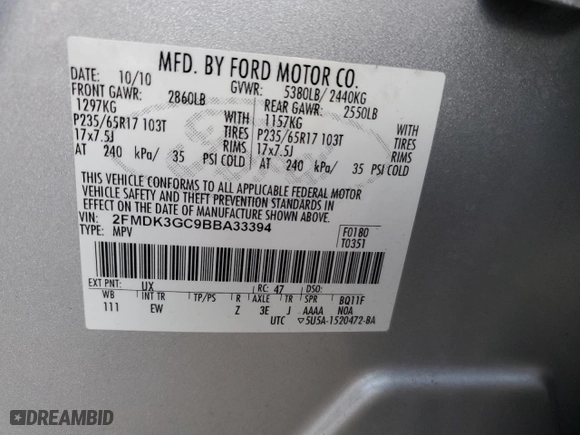 MFD. BY FORD MOTOR CO.
DATE: 10/10 GVWR: 5380LB/ 2440KG
FRONT GAWR: 2860LB REAR GAWR: 2550LB
1297KG WITH 1157KG WITH
P235/65R17 103T TIRES P235/65R17 103T TIRES
17x7.5J RIMS 17x7.5J RIMS
AT 240 kPa/ 35 PSI COLD AT 240 kPa/ 35 PSI COLD
THIS VEHICLE CONFORMS TO ALL APPLICABLE FEDERAL MOTOR
VEHICLE SAFETY AND THEFT PREVENTION STANDARDS IN
EFFECT ON THE DATE OF MANUFACTURE SHOWN ABOVE.
VIN: 2FMDK3GC9BBA33394 F0180
TYPE: MPV T0351
EXT PNT: UX RC: 47 DSO:
WB INT TR TP/PS R AXLE TR SPR BQ11F
111 EW Z 3E J AAAA NOA
UTC ▽5U5A-1520472-BA
Ford
DREAMBID